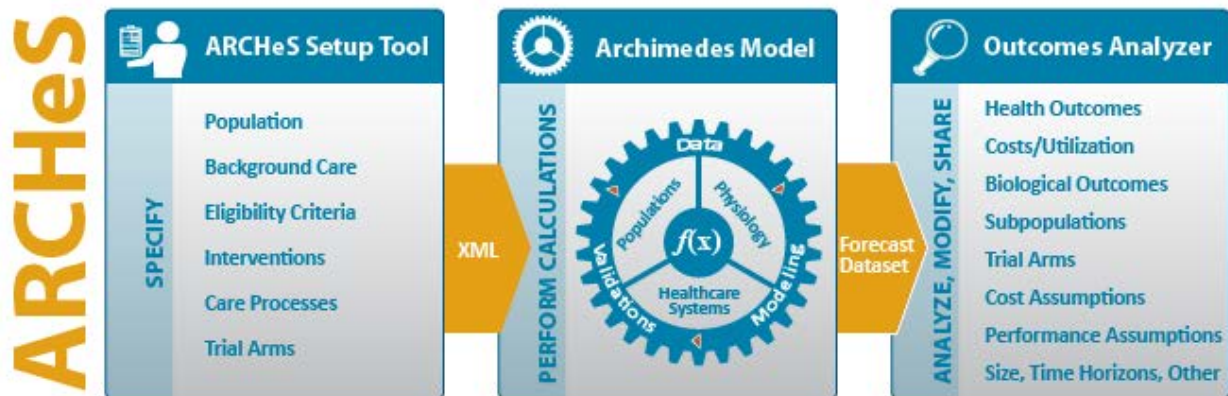 ARCHeS
ARCHeS Setup Tool
SPECIFY
Population
Background Care
Eligibility Criteria
Interventions
Care Processes
Trial Arms
XML
Archimedes Model
PERFORM CALCULATIONS
Data
Populations
Physiology
f(x)
Healthcare
Systems
Validations
Modeling
Forecast
Dataset
Outcomes Analyzer
ANALYZE, MODIFY, SHARE
Health Outcomes
Costs/Utilization
Biological Outcomes
Subpopulations
Trial Arms
Cost Assumptions
Performance Assumptions
Size, Time Horizons, Other